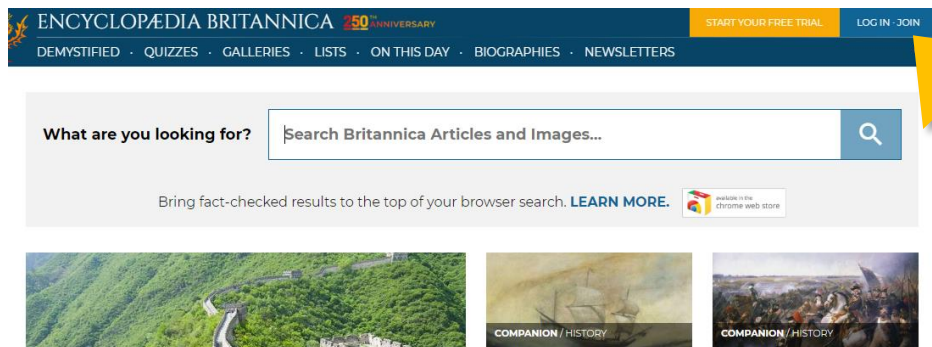 ENCYCLOPÆDIA BRITANNICA 250TH ANNIVERSARY
START YOUR FREE TRIAL
LOG IN · JOIN
DEMYSTIFIED · QUIZZES · GALLERIES · LISTS · ON THIS DAY · BIOGRAPHIES · NEWSLETTERS
What are you looking for?
Search Britannica Articles and Images...
Bring fact-checked results to the top of your browser search. LEARN MORE.
available in the
chrome web store
COMPANION / HISTORY
COMPANION / HISTORY